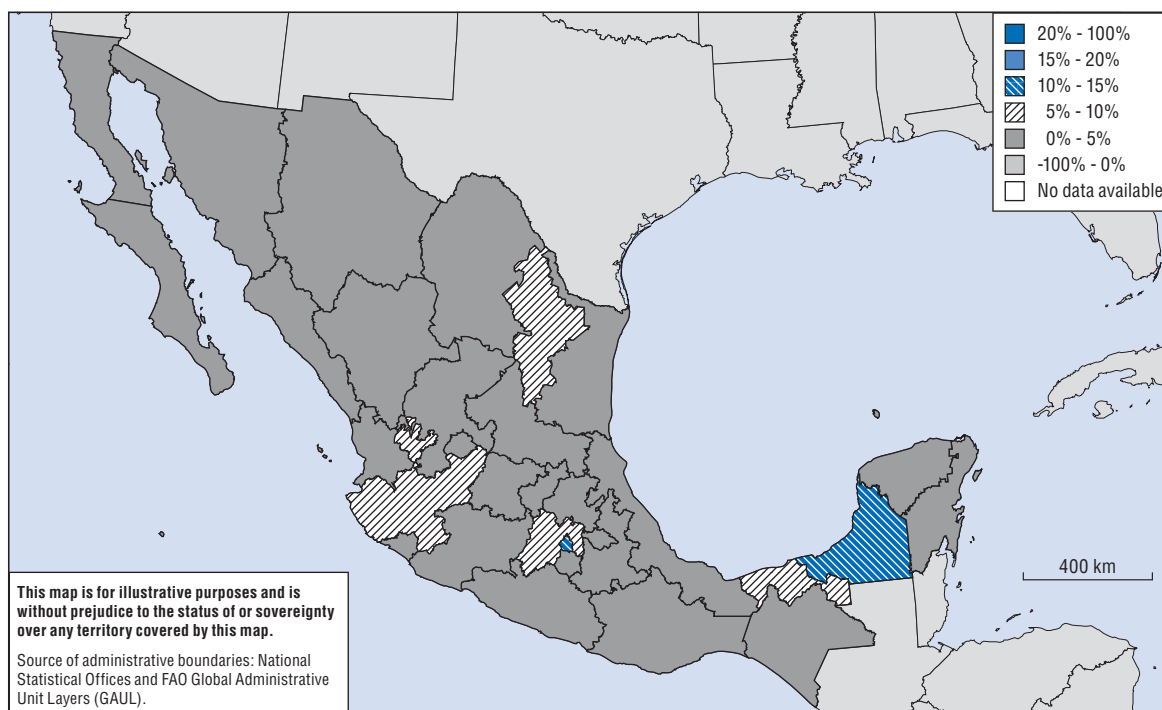 20% - 100%
15% - 20%
10% - 15%
5% - 10%
0% - 5%
-100% - 0%
No data available
400 km
This map is for illustrative purposes and is
without prejudice to the status of or sovereignty
over any territory covered by this map.
Source of administrative boundaries: National
Statistical Offices and FAO Global Administrative
Unit Layers (GAUL).